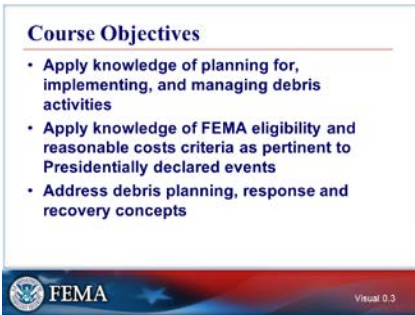 Course Objectives
• Apply knowledge of planning for,
implementing, and managing debris
activities
• Apply knowledge of FEMA eligibility and
reasonable costs criteria as pertinent to
Presidentially declared events
• Address debris planning, response and
recovery concepts
FEMA
Visual 0.3